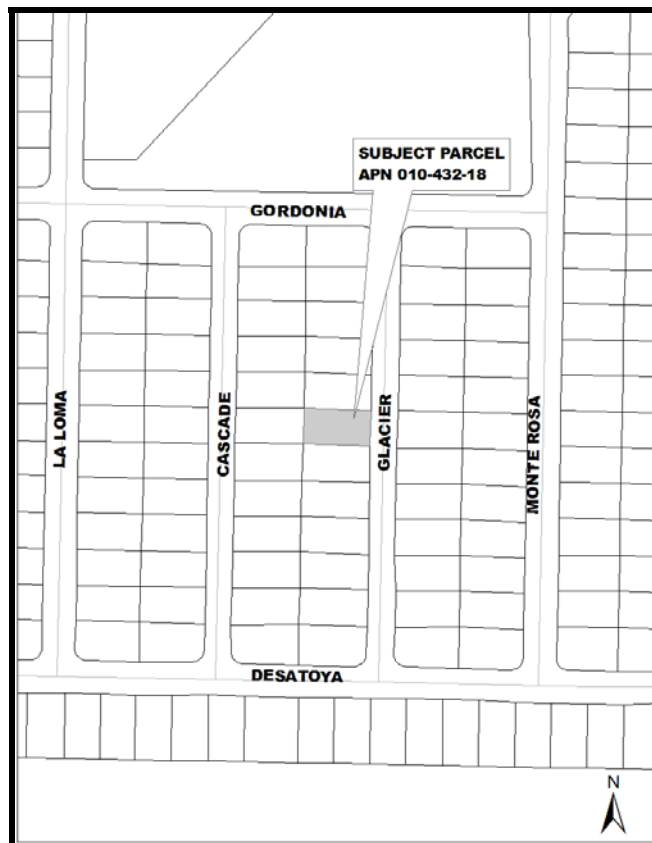 SUBJECT PARCEL
APN 010-432-18
GORDONIA
LA LOMA
CASCADE
GLACIER
MONTE ROSA
DESATOYA
N